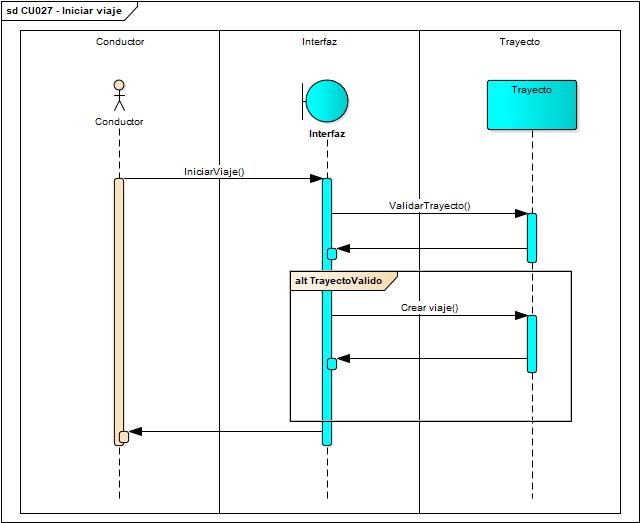 sd CU027 - Iniciar viaje
Conductor
Interfaz
Trayecto
Trayecto
Conductor
Interfaz
IniciarViaje()
ValidarTrayecto()
alt TrayectoValido
Crear viaje()